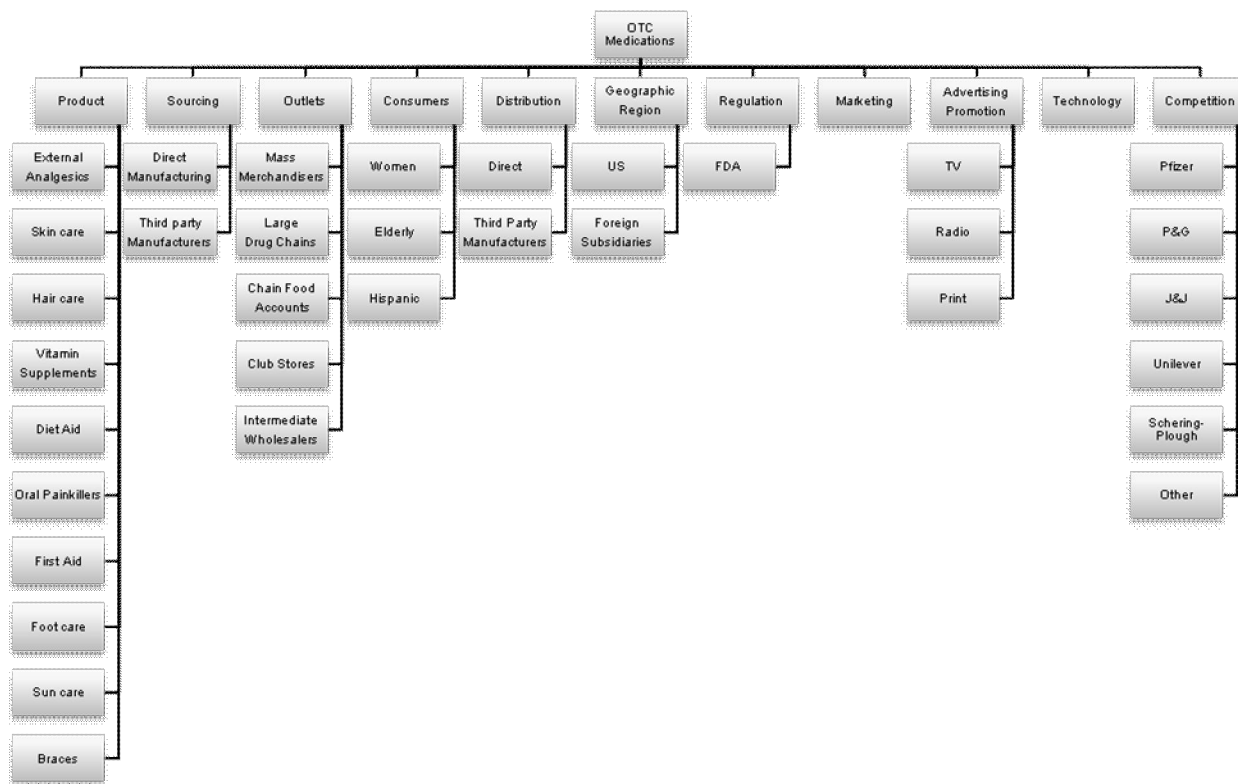 OTC
Medications
Product
Sourcing
Outlets
Consumers
Distribution
Geographic
Region
Regulation
Marketing
Advertising
Promotion
Technology
Competition
External
Analgesics
Skin care
Hair care
Vitamin
Supplements
Diet Aid
Oral Painkillers
First Aid
Foot care
Sun care
Braces
Direct
Manufacturing
Third party
Manufacturers
Mass
Merchandisers
Large
Drug Chains
Chain Food
Accounts
Club Stores
Intermediate
Wholesalers
Women
Elderly
Hispanic
Direct
Third Party
Manufacturers
US
Foreign
Subsidiaries
FDA
TV
Radio
Print
Pfizer
P&G
J&J
Unilever
Schering-
Plough
Other